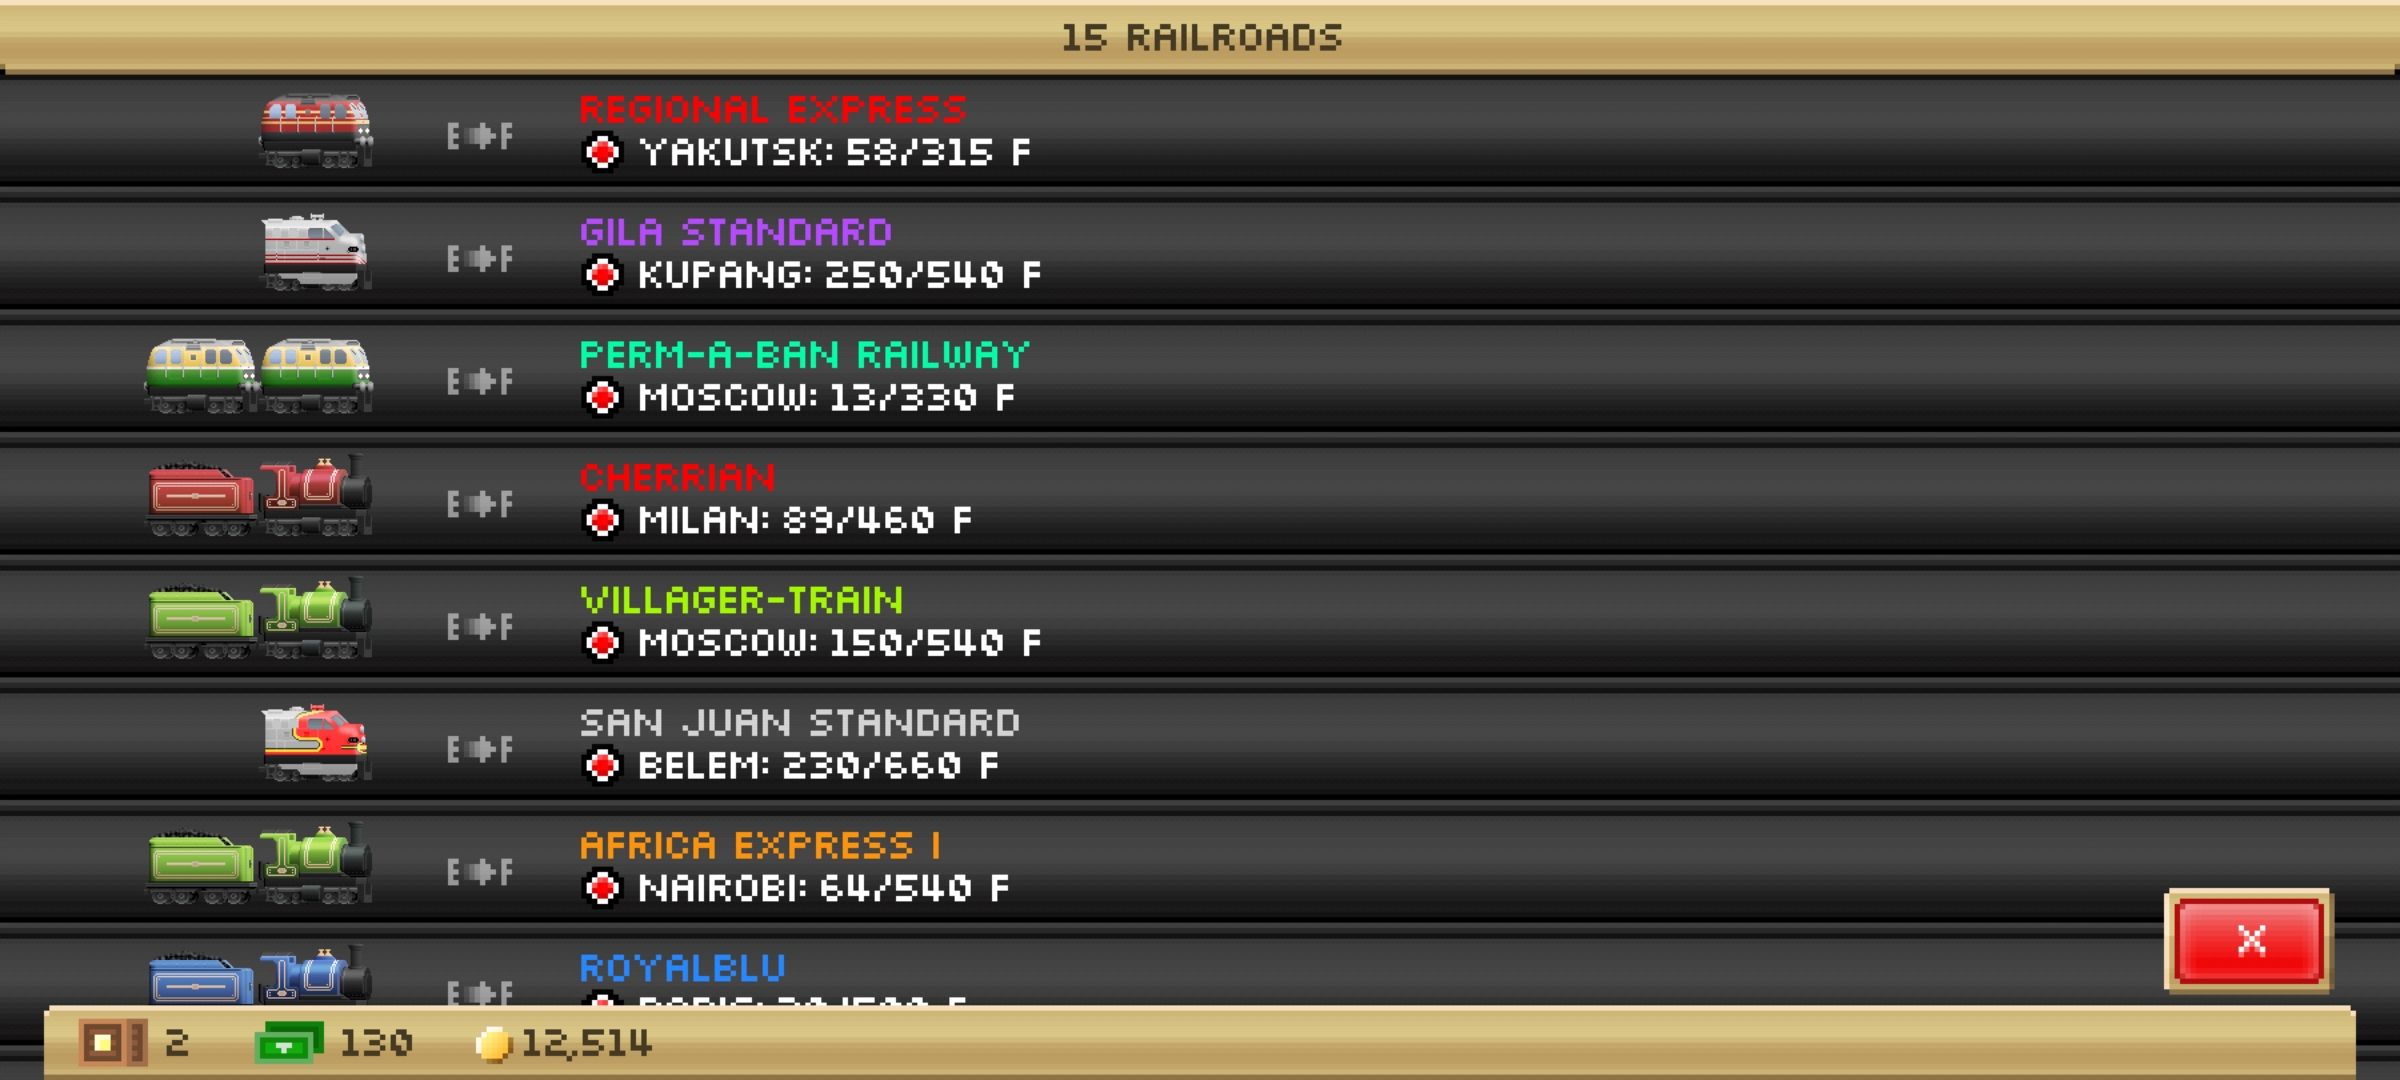 15 RAILROADS
E F
REGIONAL EXPRESS
YAKUTSK: 58/315 F
E F
GILA STANDARD
KUPANG: 250/540 F
E F
PERM-A-BAN RAILWAY
MOSCOW: 13/330 F
E F
CHERRIAN
MILAN: 89/460 F
E F
VILLAGER-TRAIN
MOSCOW: 150/540 F
E F
SAN JUAN STANDARD
BELEM: 230/660 F
E F
AFRICA EXPRESS I
NAIROBI: 64/540 F
E F
ROYALBLU
X
2 130 12,514